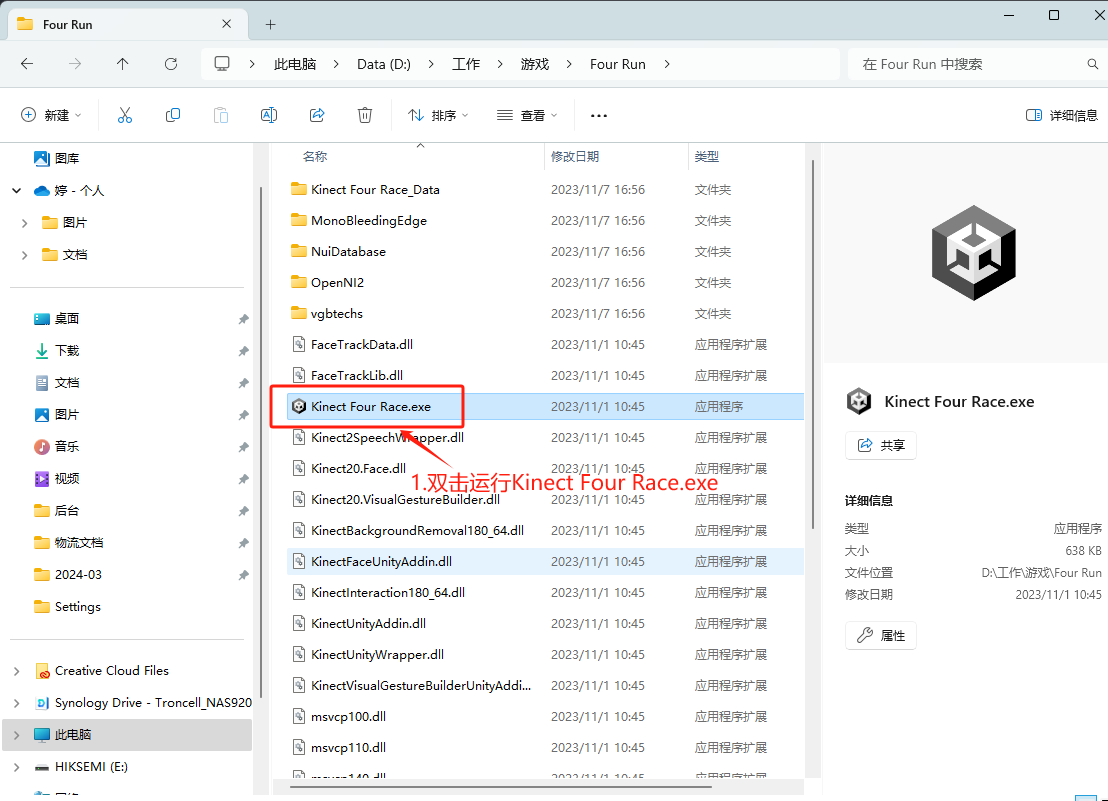 Four Run
此电脑 Data (D:) 工作 游戏 Four Run
在 Four Run 中搜索
新建 排序 查看 详细信息
图库
婷 - 个人
图片
文档
桌面
下载
文档
图片
音乐
视频
后台
物流文档
2024-03
Settings
Creative Cloud Files
Synology Drive - Troncell_NAS920
此电脑
HIKSEMI (E:)
名称 修改日期 类型
Kinect Four Race_Data 2023/11/7 16:56 文件夹
MonoBleedingEdge 2023/11/7 16:56 文件夹
NuiDatabase 2023/11/7 16:56 文件夹
OpenNI2 2023/11/7 16:56 文件夹
vgbtechs 2023/11/7 16:56 文件夹
FaceTrackData.dll 2023/11/1 10:45 应用程序扩展
FaceTrackLib.dll 2023/11/1 10:45 应用程序扩展
Kinect Four Race.exe 2023/11/1 10:45 应用程序
Kinect2SpeechWrapper.dll 2023/11/1 10:45 应用程序扩展
Kinect20.Face.dll 2023/11/1 10:45 应用程序扩展
1.双击运行Kinect Four Race.exe
Kinect20.VisualGestureBuilder.dll 2023/11/1 10:45 应用程序扩展
KinectBackgroundRemoval180_64.dll 2023/11/1 10:45 应用程序扩展
KinectFaceUnityAddin.dll 2023/11/1 10:45 应用程序扩展
KinectInteraction180_64.dll 2023/11/1 10:45 应用程序扩展
KinectUnityAddin.dll 2023/11/1 10:45 应用程序扩展
KinectUnityWrapper.dll 2023/11/1 10:45 应用程序扩展
KinectVisualGestureBuilderUnityAddi... 2023/11/1 10:45 应用程序扩展
msvcp100.dll 2023/11/1 10:45 应用程序扩展
msvcp110.dll 2023/11/1 10:45 应用程序扩展
Kinect Four Race.exe
共享
详细信息
类型 应用程序
大小 638 KB
文件位置 D:\工作\游戏\Four Run
修改日期 2023/11/1 10:45
属性